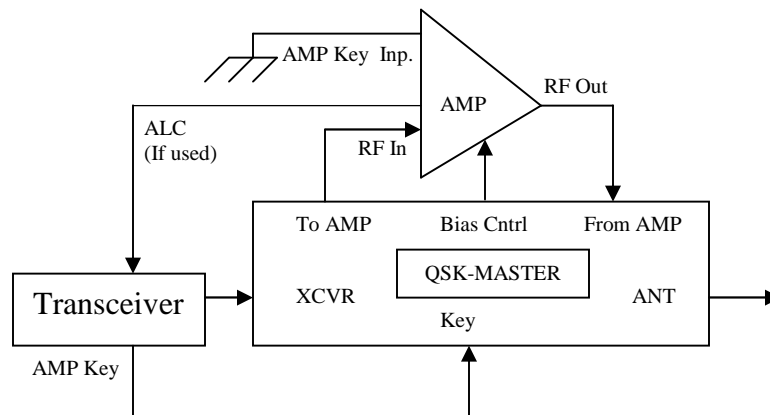 AMP Key Inp.
RF Out
AMP
ALC
(If used)
RF In
To AMP
Bias Cntrl
From AMP
QSK-MASTER
Transceiver
XCVR
ANT
Key
AMP Key